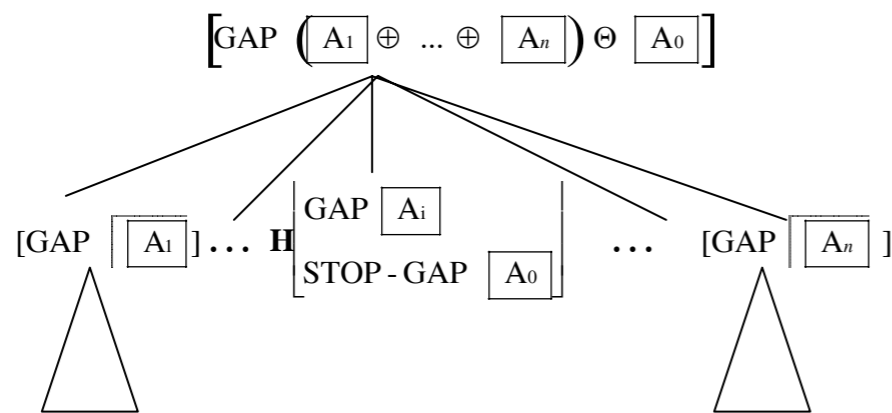 [GAP ( A₁ ⊕ ... ⊕ Aₙ ) Θ A₀ ]
[GAP A₁ ] ... H [ GAP Aᵢ ... [GAP Aₙ ]
STOP - GAP A₀ ]